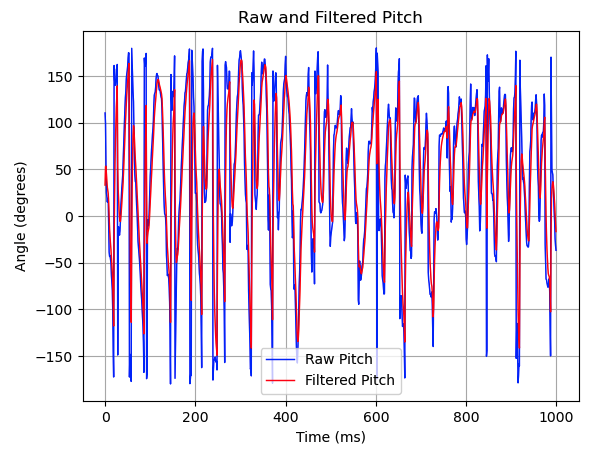 Raw and Filtered Pitch
Angle (degrees)
150
100
50
0
−50
−100
−150
Raw Pitch
Filtered Pitch
0 200 400 600 800 1000
Time (ms)